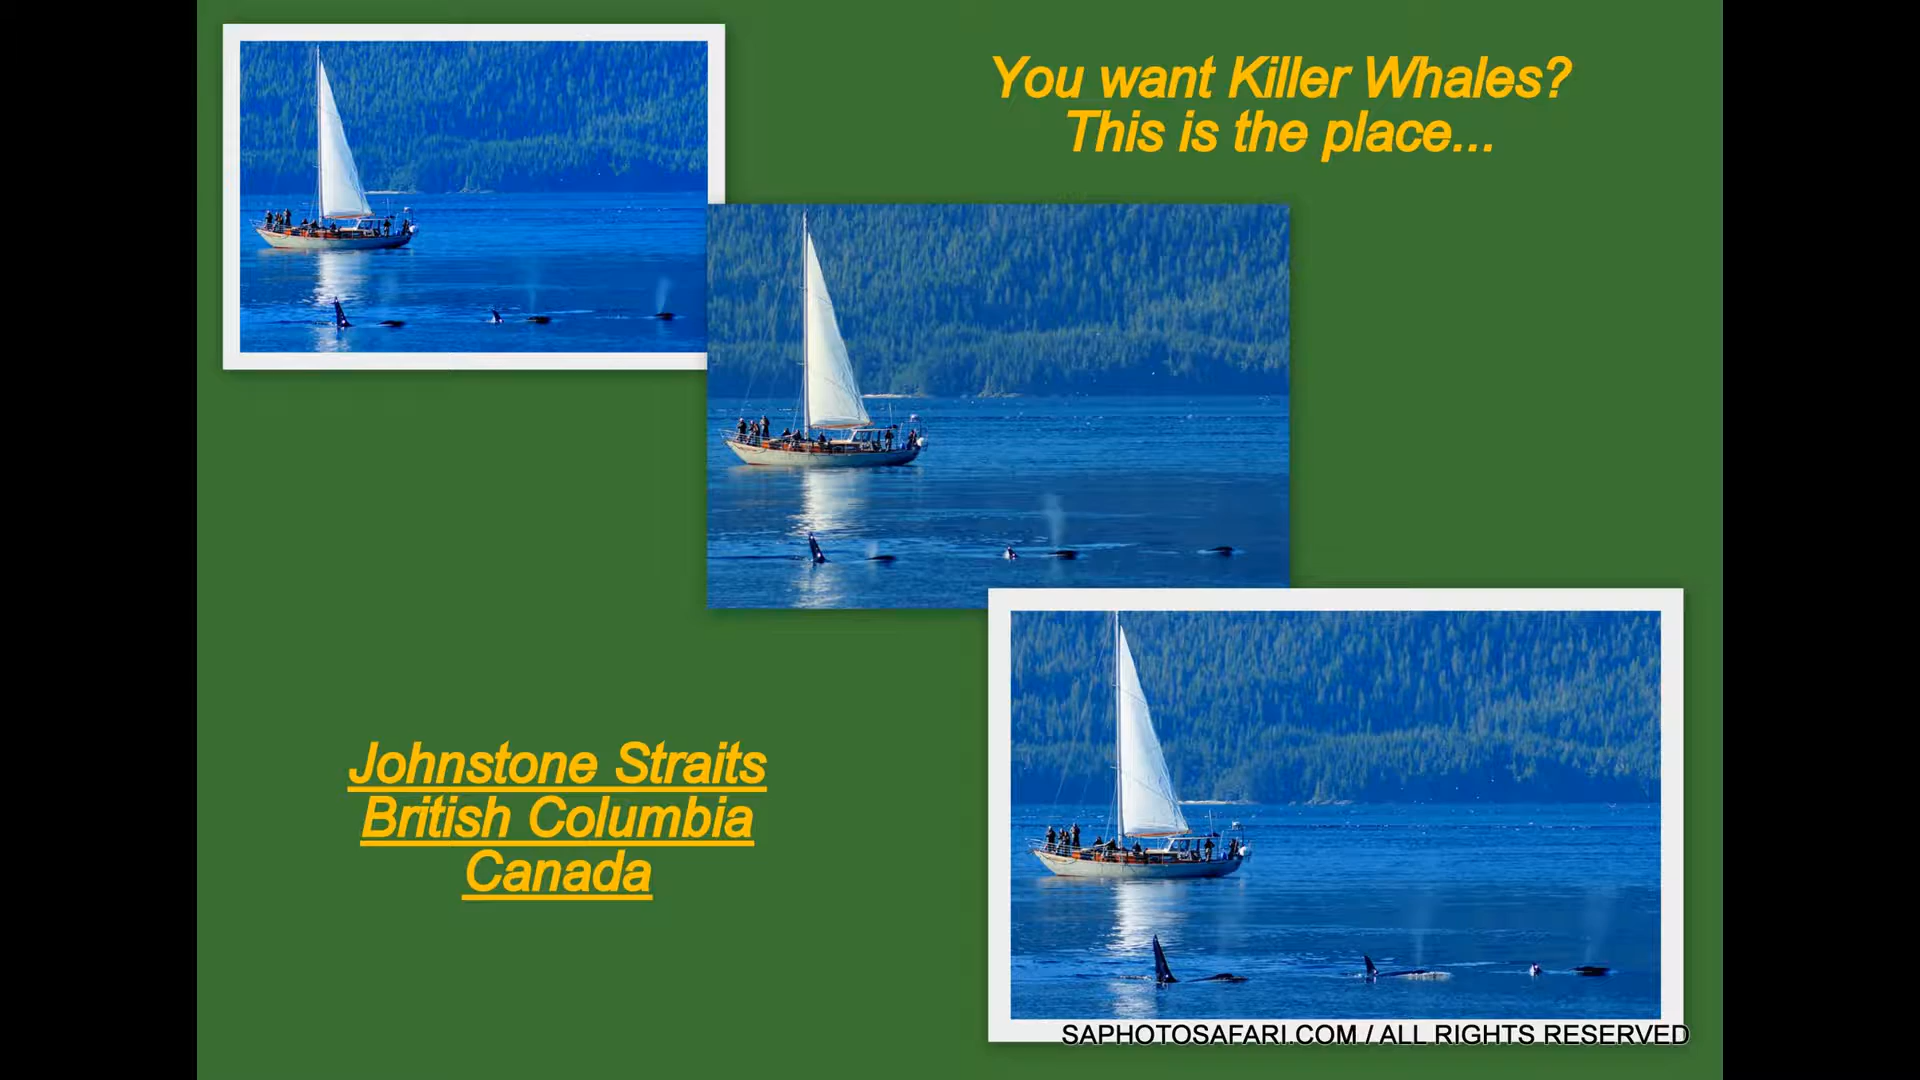 You want Killer Whales?
This is the place...
Johnstone Straits
British Columbia
Canada
SAPHOTOSAFARI.COM / ALL RIGHTS RESERVED